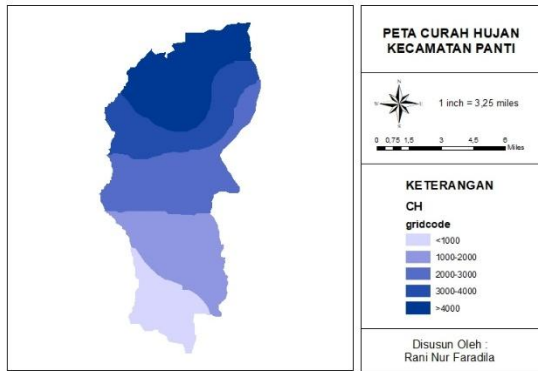 PETA CURAH HUJAN
KECAMATAN PANTI
N
1 inch = 3,25 miles
0 0,75 1,5 3 4,5 6
Miles
KETERANGAN
CH
gridcode
<1000
1000-2000
2000-3000
3000-4000
>4000
Disusun Oleh :
Rani Nur Faradila